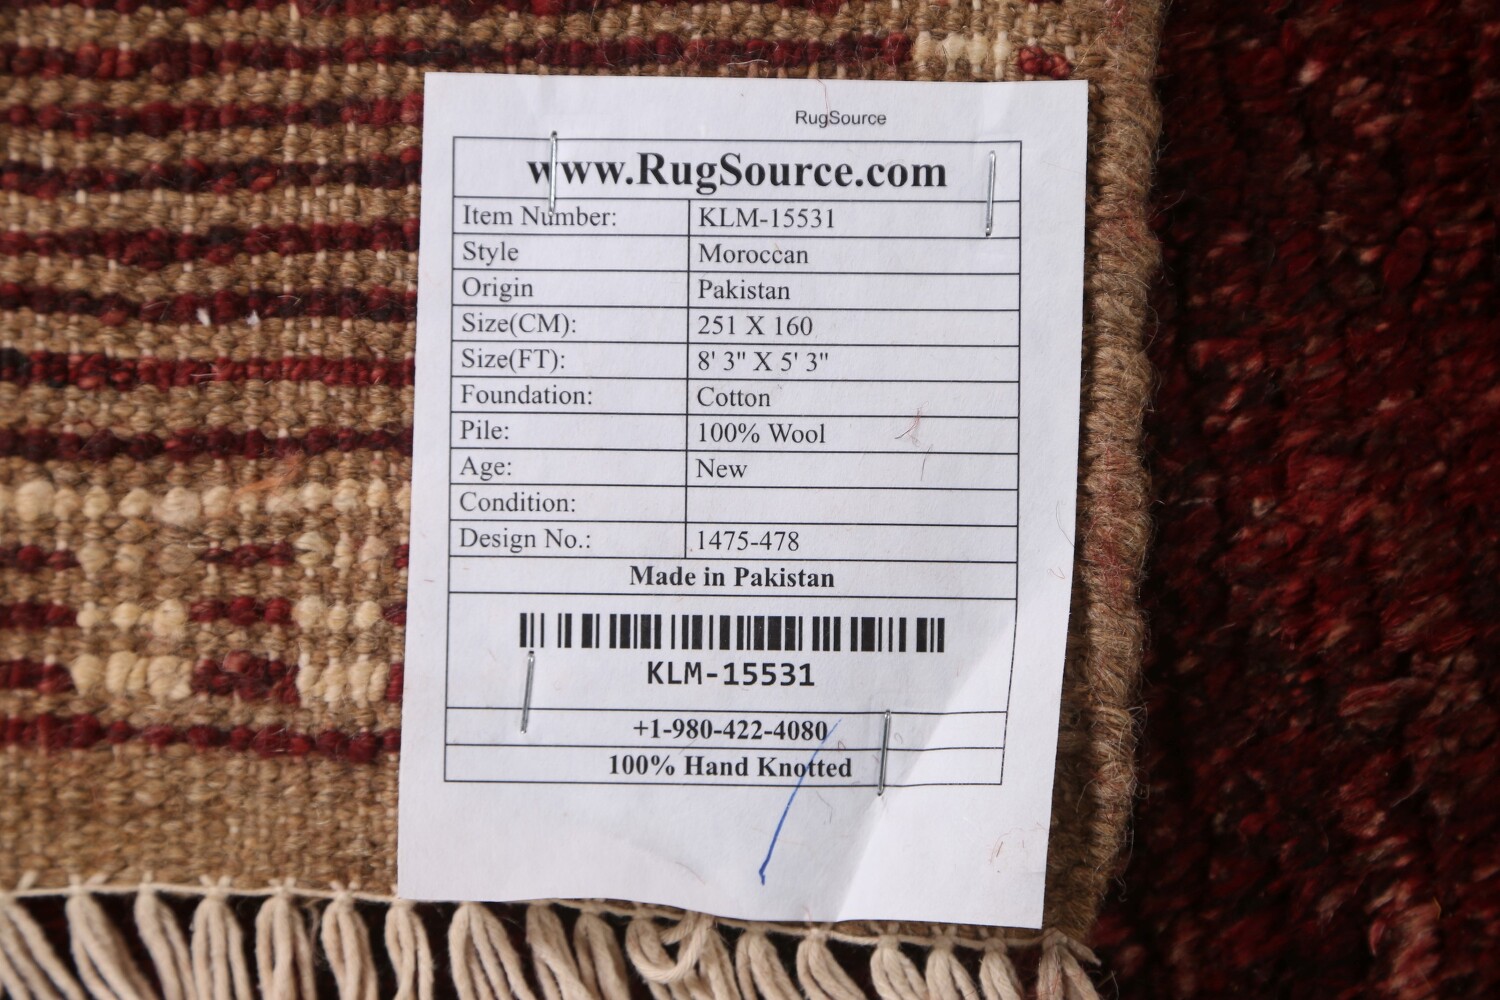 RugSource
www.RugSource.com
Item Number: KLM-15531
Style Moroccan
Origin Pakistan
Size(CM): 251 X 160
Size(FT): 8' 3" X 5' 3"
Foundation: Cotton
Pile: 100% Wool
Age: New
Condition:
Design No.: 1475-478
Made in Pakistan
KLM-15531
+1-980-422-4080
100% Hand Knotted